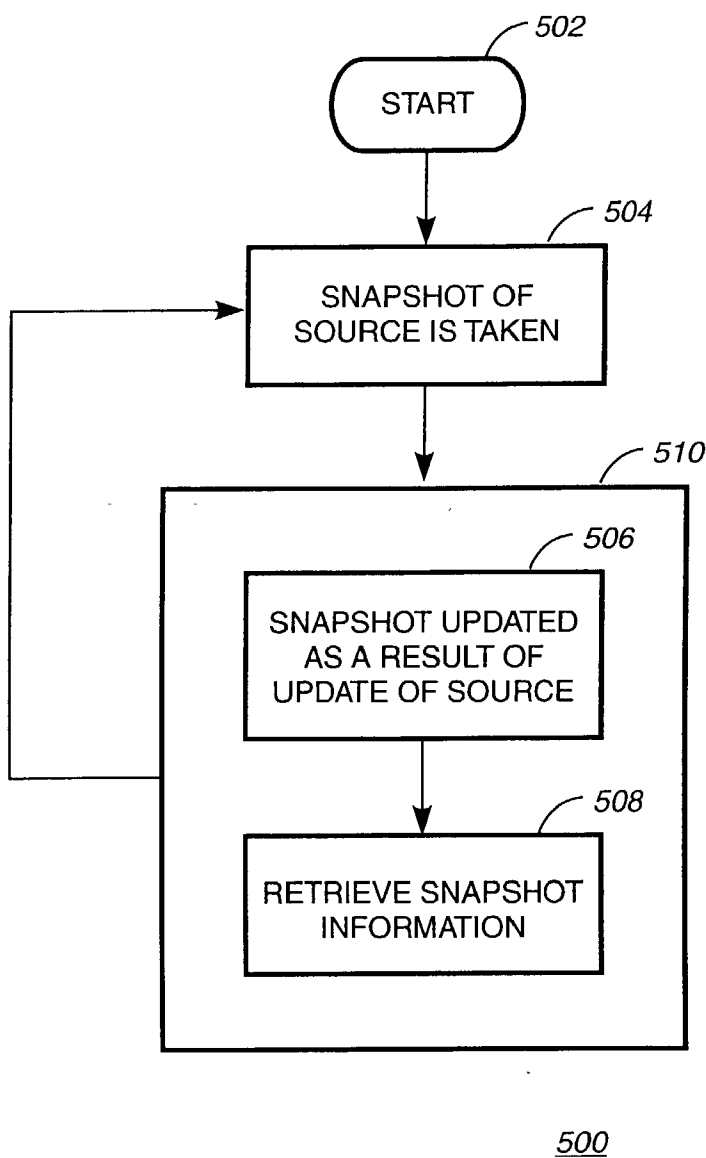 502
START
504
SNAPSHOT OF
SOURCE IS TAKEN
510
506
SNAPSHOT UPDATED
AS A RESULT OF
UPDATE OF SOURCE
508
RETRIEVE SNAPSHOT
INFORMATION
500